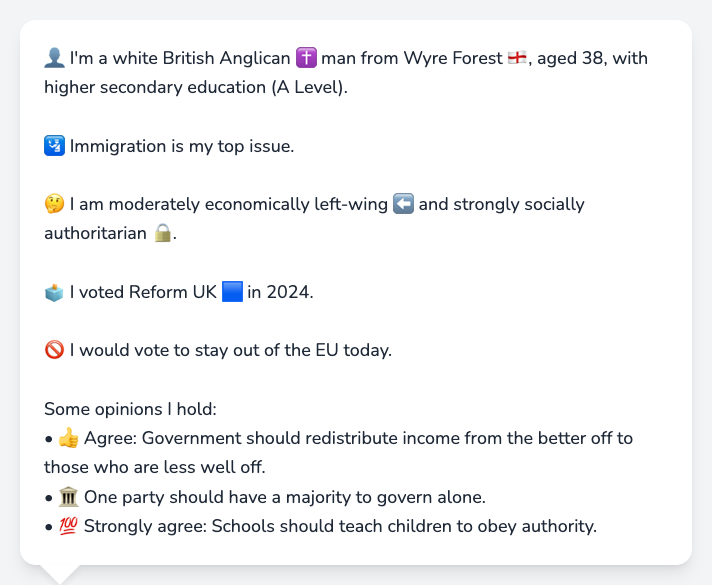 👤 I'm a white British Anglican ✝️ man from Wyre Forest 🏴󠁧󠁢󠁥󠁮󠁧󠁿, aged 38, with
higher secondary education (A Level).
🛂 Immigration is my top issue.
🤔 I am moderately economically left-wing ⬅️ and strongly socially
authoritarian 🔒.
🗳️ I voted Reform UK 🟦 in 2024.
🚫 I would vote to stay out of the EU today.
Some opinions I hold:
• 👍 Agree: Government should redistribute income from the better off to
those who are less well off.
• 🏛️ One party should have a majority to govern alone.
• 💯 Strongly agree: Schools should teach children to obey authority.